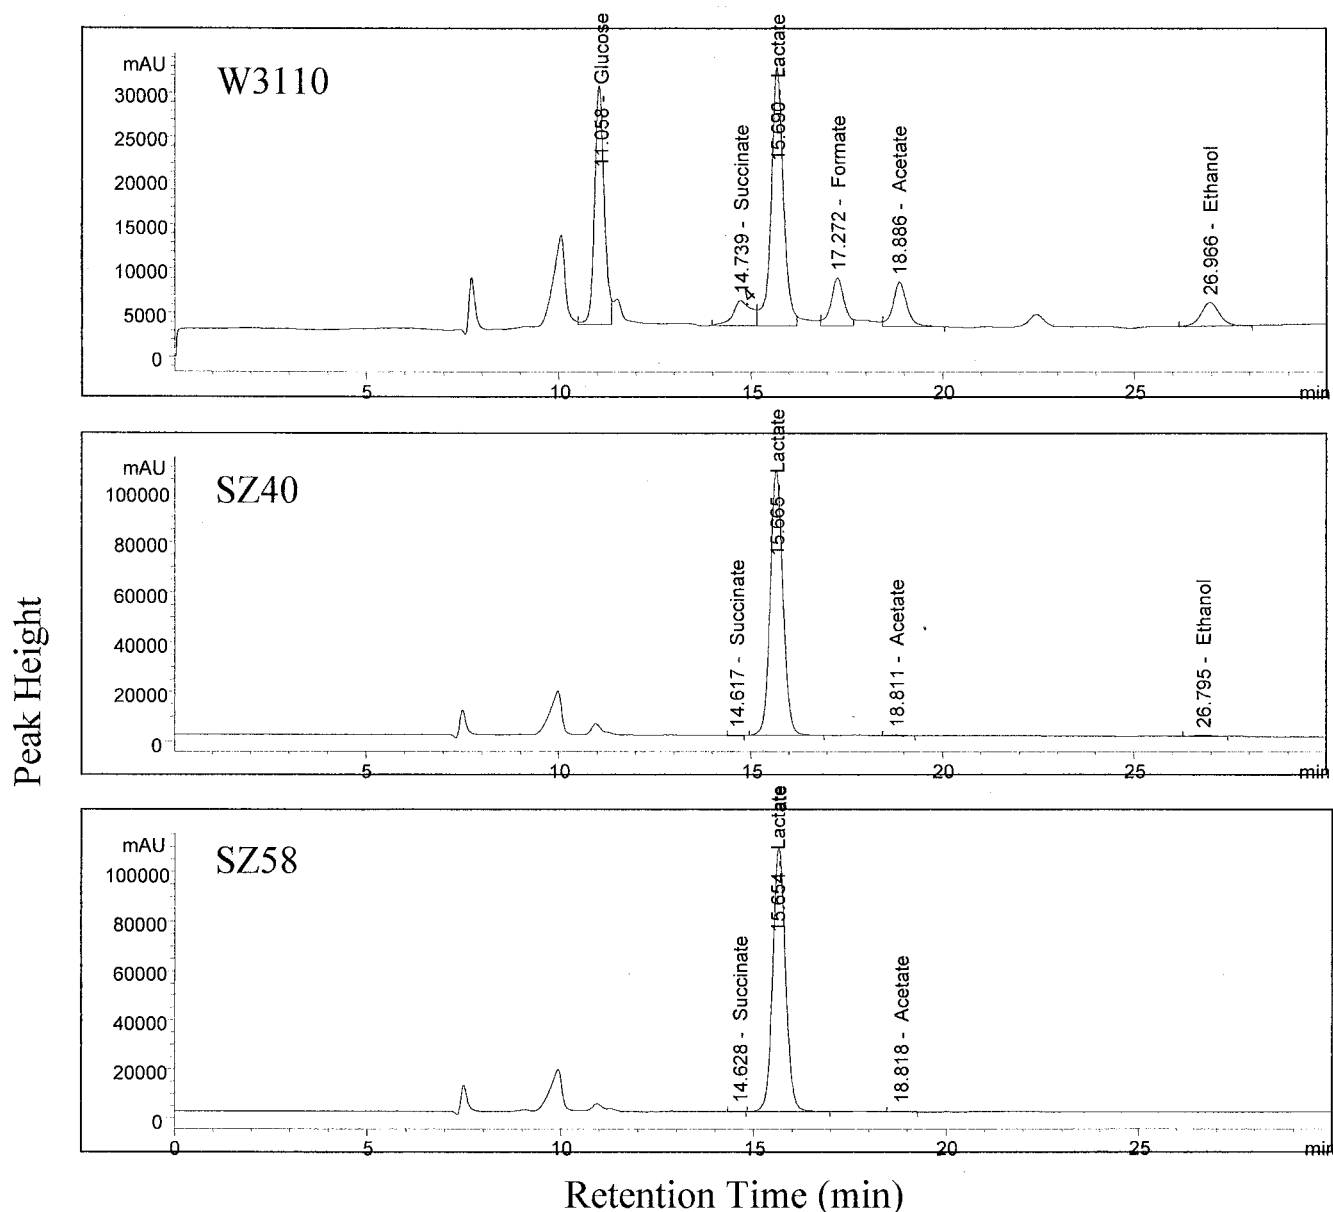 Peak Height
mAU
W3110
30000
25000
20000
15000
10000
5000
0
11.058 - Glucose
14.739 - Succinate
15.690 - Lactate
17.272 - Formate
18.886 - Acetate
26.966 - Ethanol
5 10 15 20 25 min
mAU
SZ40
100000
80000
60000
40000
20000
0
14.617 - Succinate
15.665 - Lactate
18.811 - Acetate
26.795 - Ethanol
5 10 15 20 25 min
mAU
SZ58
100000
80000
60000
40000
20000
0
14.628 - Succinate
15.654 - Lactate
18.818 - Acetate
0 5 10 15 20 25 min
Retention Time (min)